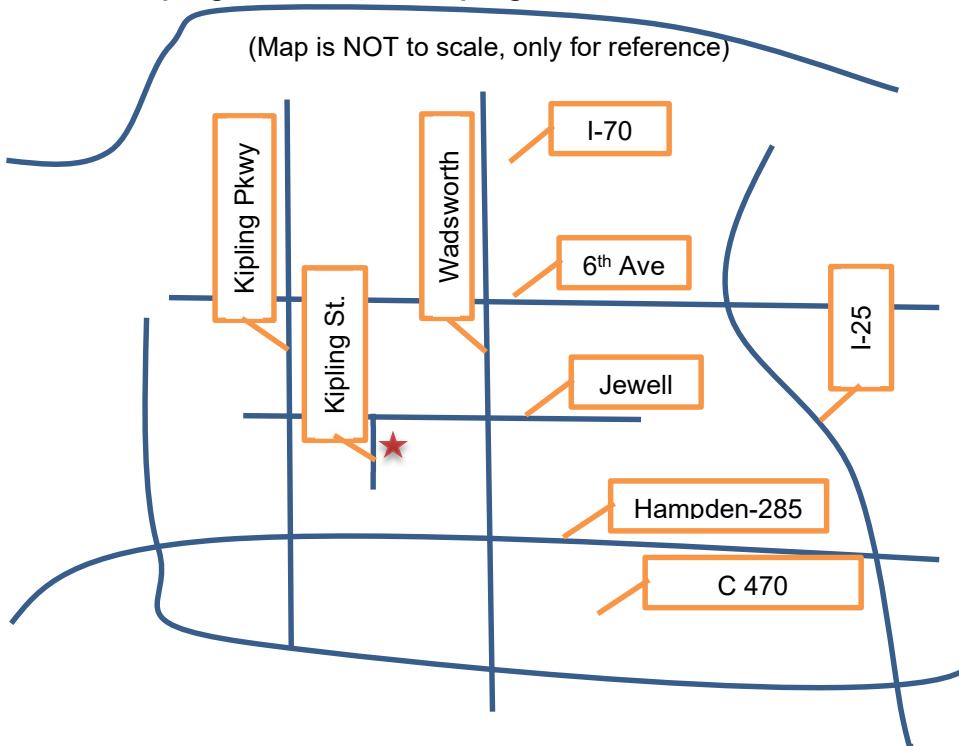 (Map is NOT to scale, only for reference)
I-70
Kipling Pkwy
Wadsworth
6th Ave
Kipling St.
I-25
Jewell
Hampden-285
C 470